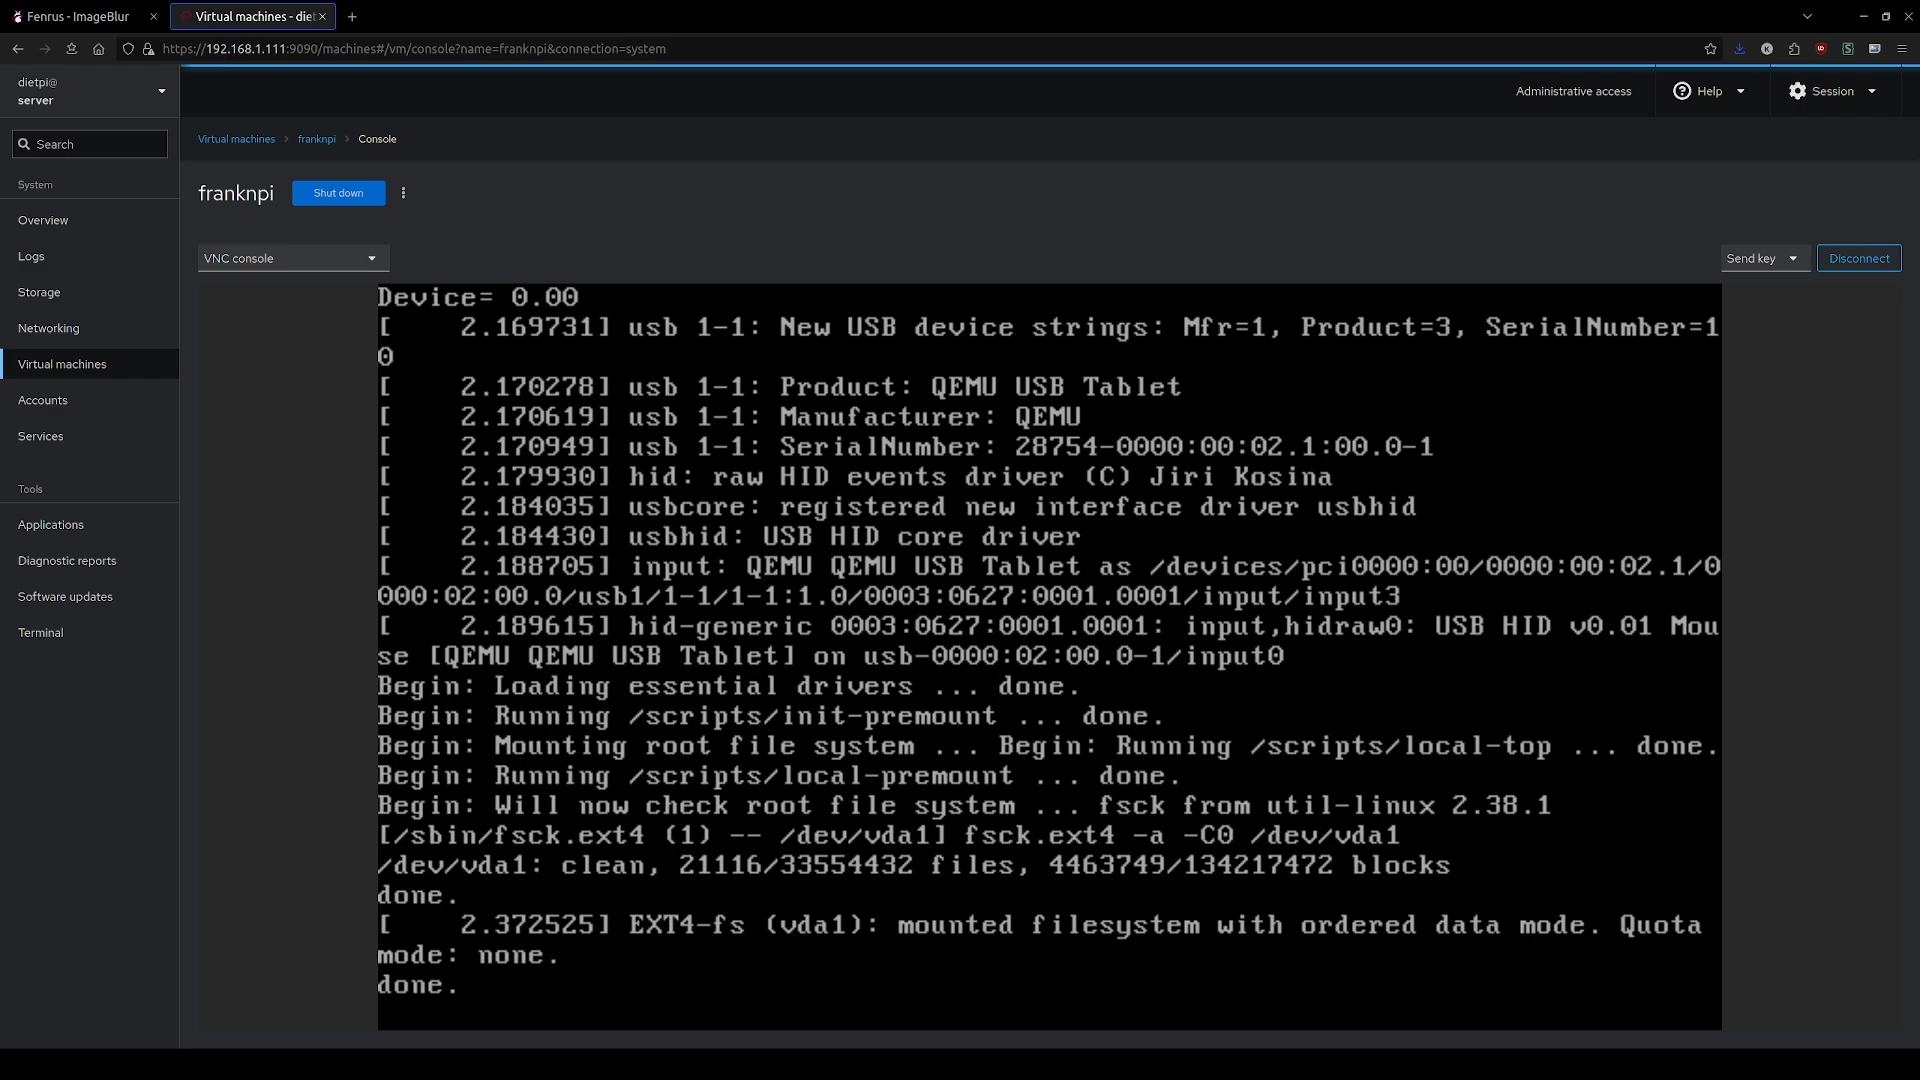 Fenrus - ImageBlur
Virtual machines - diet
https://192.168.1.111:9090/machines#/vm/console?name=franknpi&connection=system
dietpi@
server
Administrative access
Help
Session
Search
Virtual machines > franknpi > Console
System
franknpi
Shut down
Overview
Logs
Storage
Networking
Virtual machines
Accounts
Services
Tools
Applications
Diagnostic reports
Software updates
Terminal
VNC console
Send key
Disconnect
Device= 0.00
[    2.169731] usb 1-1: New USB device strings: Mfr=1, Product=3, SerialNumber=1
0
[    2.170278] usb 1-1: Product: QEMU USB Tablet
[    2.170619] usb 1-1: Manufacturer: QEMU
[    2.170949] usb 1-1: SerialNumber: 28754-0000:00:02.1:00.0-1
[    2.179930] hid: raw HID events driver (C) Jiri Kosina
[    2.184035] usbcore: registered new interface driver usbhid
[    2.184430] usbhid: USB HID core driver
[    2.188705] input: QEMU QEMU USB Tablet as /devices/pci0000:00/0000:00:02.1/0
000:02:00.0/usb1/1-1/1-1:1.0/0003:0627:0001.0001/input/input3
[    2.189615] hid-generic 0003:0627:0001.0001: input,hidraw0: USB HID v0.01 Mou
se [QEMU QEMU USB Tablet] on usb-0000:02:00.0-1/input0
Begin: Loading essential drivers ... done.
Begin: Running /scripts/init-premount ... done.
Begin: Mounting root file system ... Begin: Running /scripts/local-top ... done.
Begin: Running /scripts/local-premount ... done.
Begin: Will now check root file system ... fsck from util-linux 2.38.1
[/sbin/fsck.ext4 (1) -- /dev/vda1] fsck.ext4 -a -C0 /dev/vda1
/dev/vda1: clean, 21116/33554432 files, 4463749/134217472 blocks
done.
[    2.372525] EXT4-fs (vda1): mounted filesystem with ordered data mode. Quota
mode: none.
done.